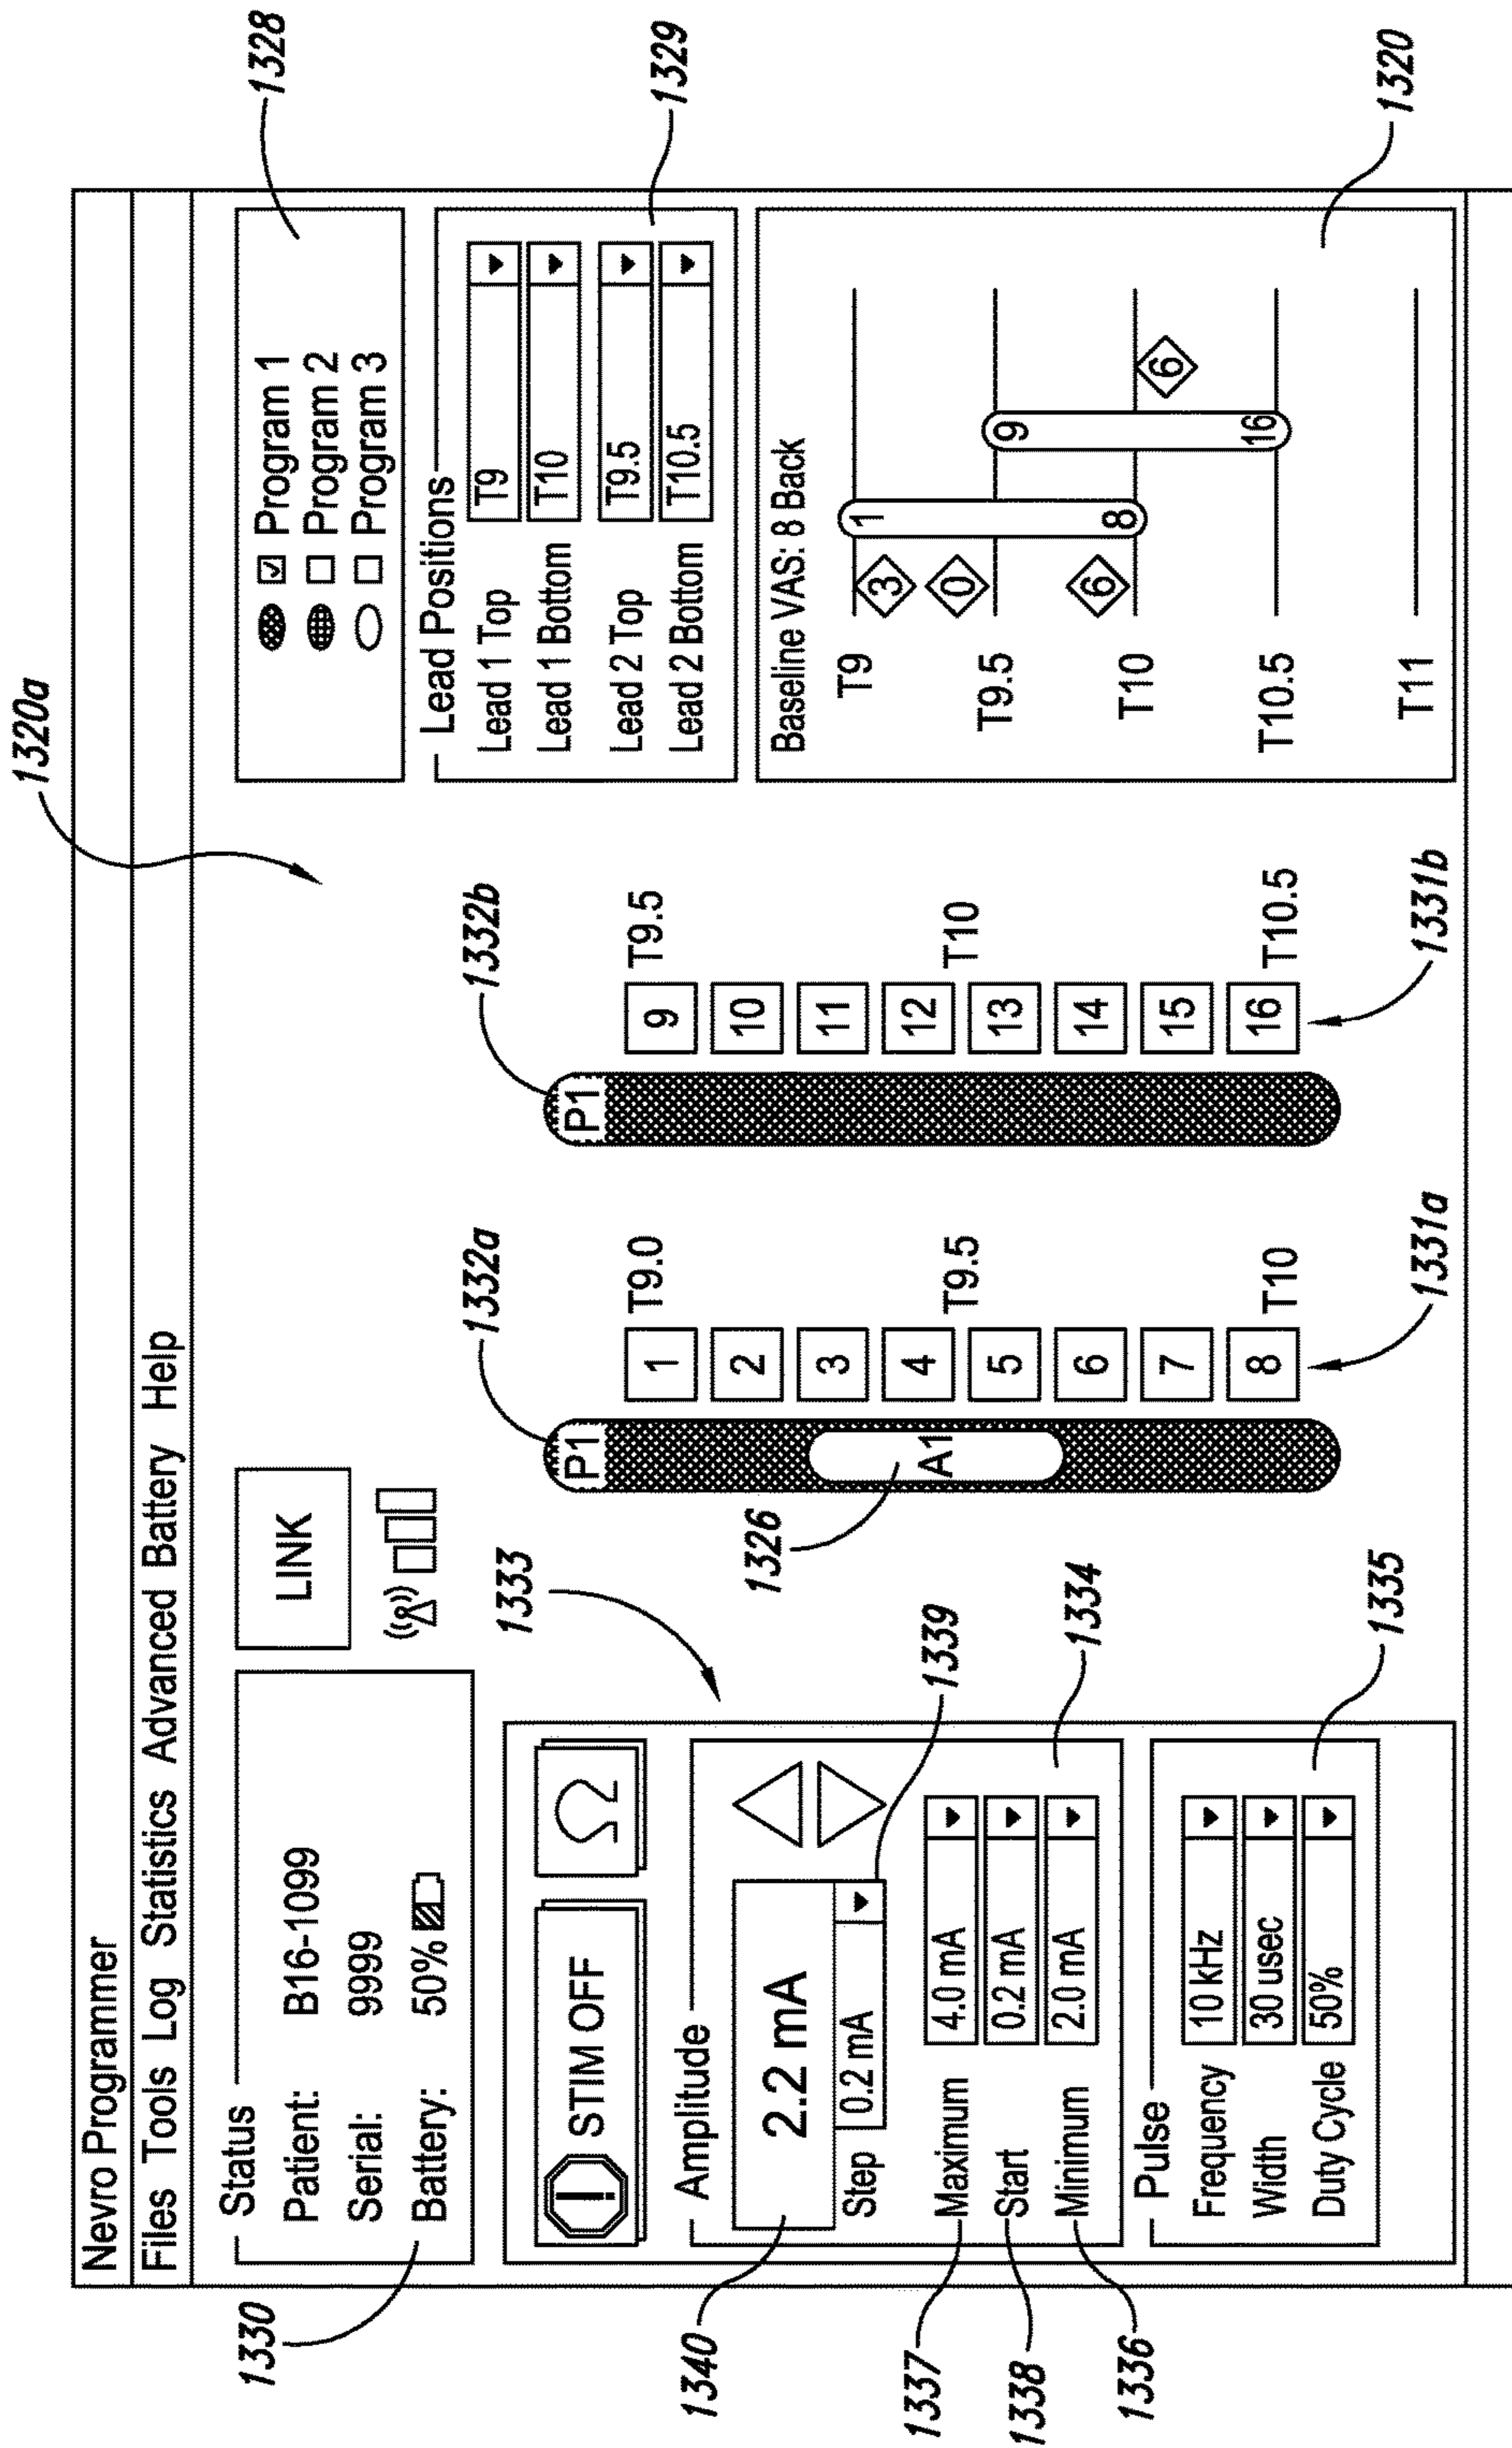 1320a
1328
1329
1320
Nevro Programmer
Files Tools Log Statistics Advanced Battery Help
Status
Patient: B16-1099
Serial: 9999
Battery: 50%
1330
LINK
STIM OFF
Ω
1333
Amplitude
2.2 mA
1340
Step 0.2 mA
1339
Maximum 4.0 mA
1337
Start 0.2 mA
1338
Minimum 2.0 mA
1336
1334
Pulse
Frequency 10 kHz
Width 30 usec
Duty Cycle 50%
1335
1332a
P1
A1
1326
1 T9.0
2
3
4
T9.5
5
6
7
8 T10
1331a
1332b
P1
9 T9.5
10
11
12
T10
13
14
15
16 T10.5
1331b
Program 1
Program 2
Program 3
Lead Positions
Lead 1 Top T9
Lead 1 Bottom T10
Lead 2 Top T9.5
Lead 2 Bottom T10.5
Baseline VAS: 8 Back
T9 1
3
0
T9.5 9
6 8
T10
6
T10.5 16
T11